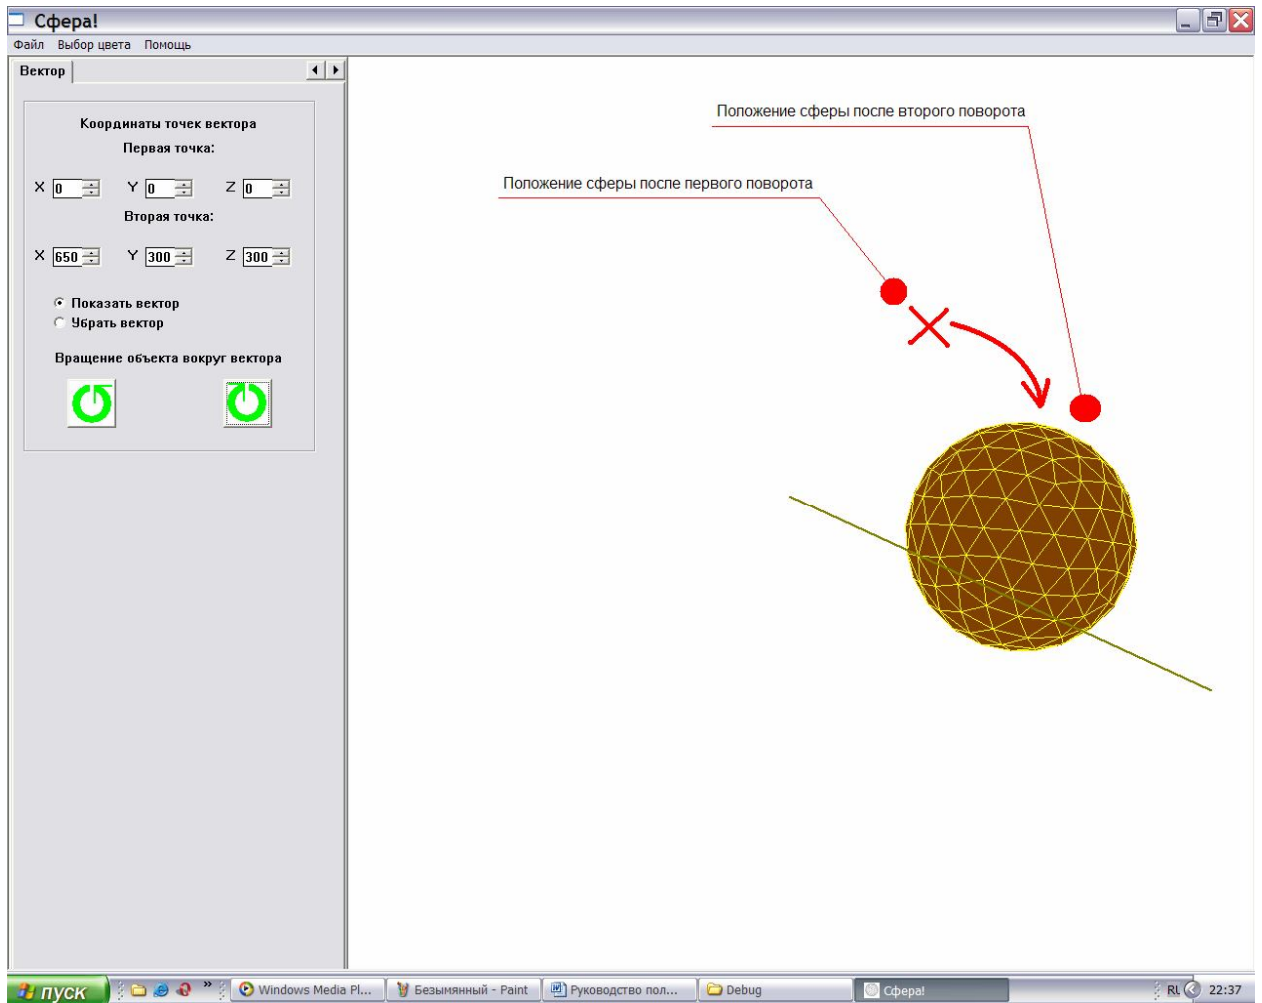 Сфера!
Файл Выбор цвета Помощь
Вектор
Координаты точек вектора
Первая точка:
X 0 Y 0 Z 0
Вторая точка:
X 650 Y 300 Z 300
Показать вектор
Убрать вектор
Вращение объекта вокруг вектора
Положение сферы после второго поворота
Положение сферы после первого поворота
пуск » Windows Media Pl... Безымянный - Paint Руководство пол... Debug Сфера! RL 22:37